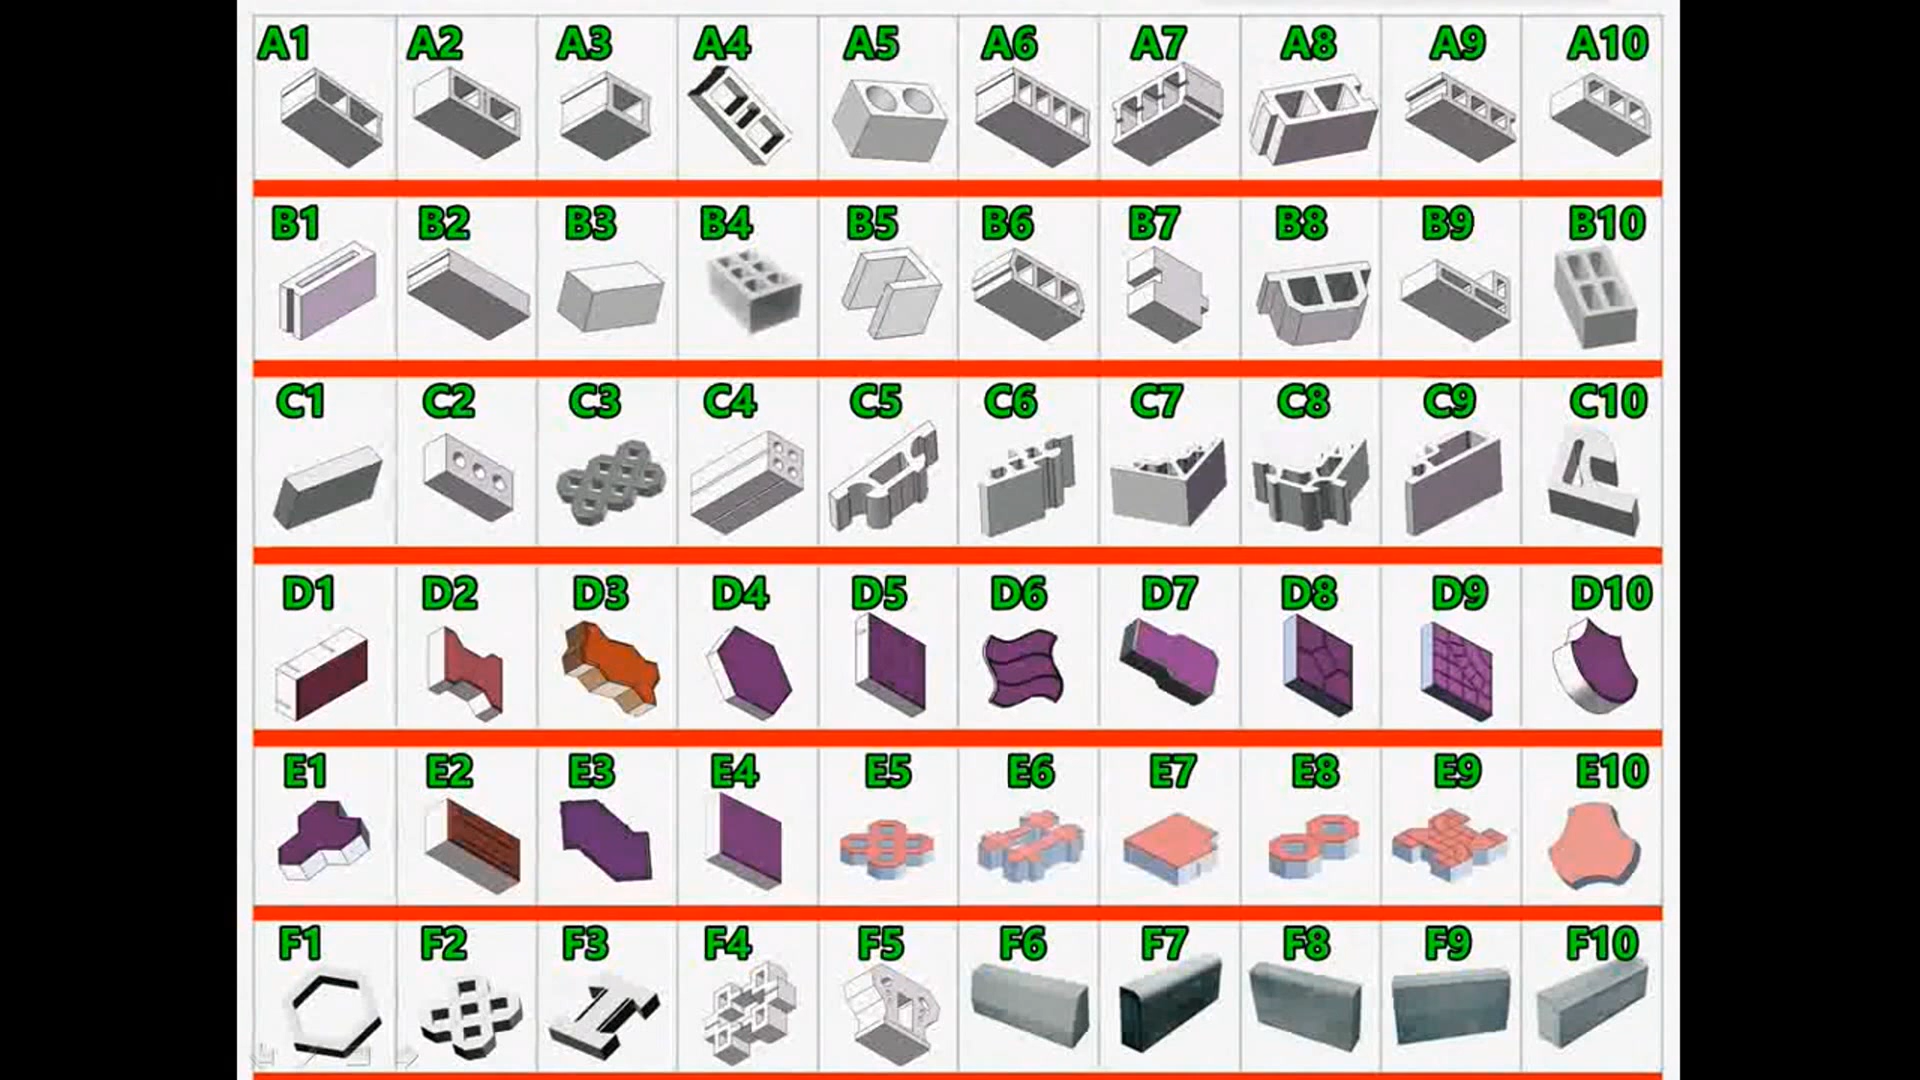 A1 A2 A3 A4 A5 A6 A7 A8 A9 A10
B1 B2 B3 B4 B5 B6 B7 B8 B9 B10
C1 C2 C3 C4 C5 C6 C7 C8 C9 C10
D1 D2 D3 D4 D5 D6 D7 D8 D9 D10
E1 E2 E3 E4 E5 E6 E7 E8 E9 E10
F1 F2 F3 F4 F5 F6 F7 F8 F9 F10